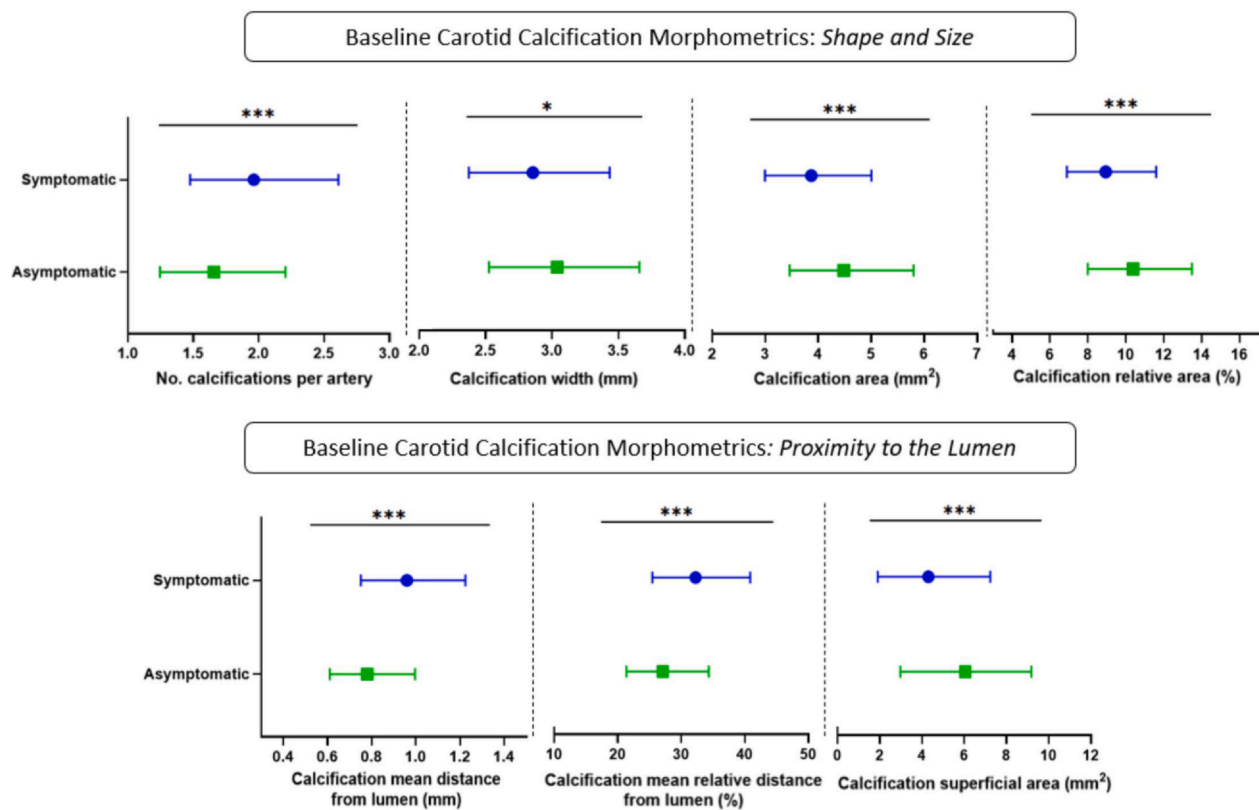 Baseline Carotid Calcification Morphometrics: Shape and Size
*** * *** ***
Symptomatic
Asymptomatic
1.0 1.5 2.0 2.5 3.0 2.0 2.5 3.0 3.5 4.0 2 3 4 5 6 7 4 6 8 10 12 14 16
No. calcifications per artery Calcification width (mm) Calcification area (mm²) Calcification relative area (%)
Baseline Carotid Calcification Morphometrics: Proximity to the Lumen
*** *** ***
Symptomatic
Asymptomatic
0.4 0.6 0.8 1.0 1.2 1.4 10 20 30 40 50 0 2 4 6 8 10 12
Calcification mean distance Calcification mean relative distance Calcification superficial area (mm²)
from lumen (mm) from lumen (%)